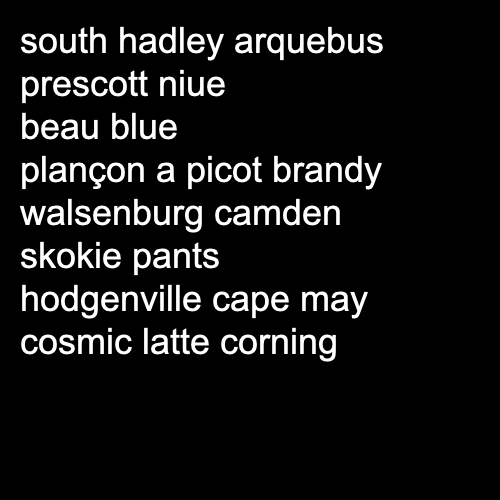 south hadley arquebus
prescott niue
beau blue
plançon a picot brandy
walsenburg camden
skokie pants
hodgenville cape may
cosmic latte corning